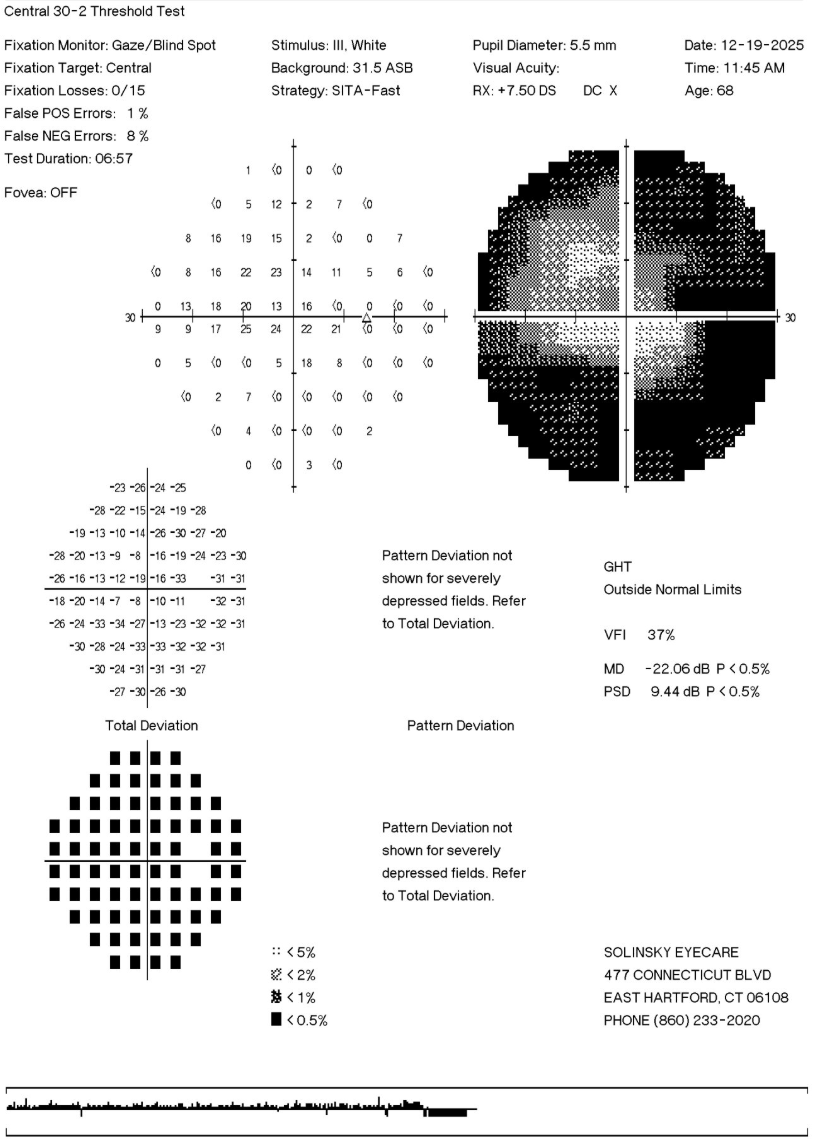 Central 30-2 Threshold Test
Fixation Monitor: Gaze/Blind Spot Stimulus: III, White Pupil Diameter: 5.5 mm Date: 12-19-2025
Fixation Target: Central Background: 31.5 ASB Visual Acuity: Time: 11:45 AM
Fixation Losses: 0/15 Strategy: SITA-Fast RX: +7.50 DS DC X Age: 68
False POS Errors: 1 %
False NEG Errors: 8 %
Test Duration: 06:57
Fovea: OFF
1 <0 0 <0
<0 5 12 2 7 <0
8 16 19 15 2 <0 0 7
<0 8 16 22 23 14 11 5 6 <0
0 13 18 20 13 16 <0 0 <0 <0
30 30
9 9 17 25 24 22 21 <0 <0 <0
0 5 <0 <0 5 18 8 <0 <0 <0
<0 2 7 <0 <0 <0 <0 <0
<0 4 <0 <0 <0 2
0 <0 3 <0
-23 -26 -24 -25
-28 -22 -15 -24 -19 -28
-19 -13 -10 -14 -26 -30 -27 -20
-28 -20 -13 -9 -8 -16 -19 -24 -23 -30
-26 -16 -13 -12 -19 -16 -33 -31 -31
-18 -20 -14 -7 -8 -10 -11 -32 -31
-26 -24 -33 -34 -27 -13 -23 -32 -32 -31
-30 -28 -24 -33 -33 -32 -32 -31
-30 -24 -31 -31 -31 -27
-27 -30 -26 -30
Total Deviation
Pattern Deviation not
shown for severely
depressed fields. Refer
to Total Deviation.
Pattern Deviation
GHT
Outside Normal Limits
VFI 37%
MD -22.06 dB P < 0.5%
PSD 9.44 dB P < 0.5%
Pattern Deviation not
shown for severely
depressed fields. Refer
to Total Deviation.
< 5%
< 2%
< 1%
< 0.5%
SOLINSKY EYECARE
477 CONNECTICUT BLVD
EAST HARTFORD, CT 06108
PHONE (860) 233-2020